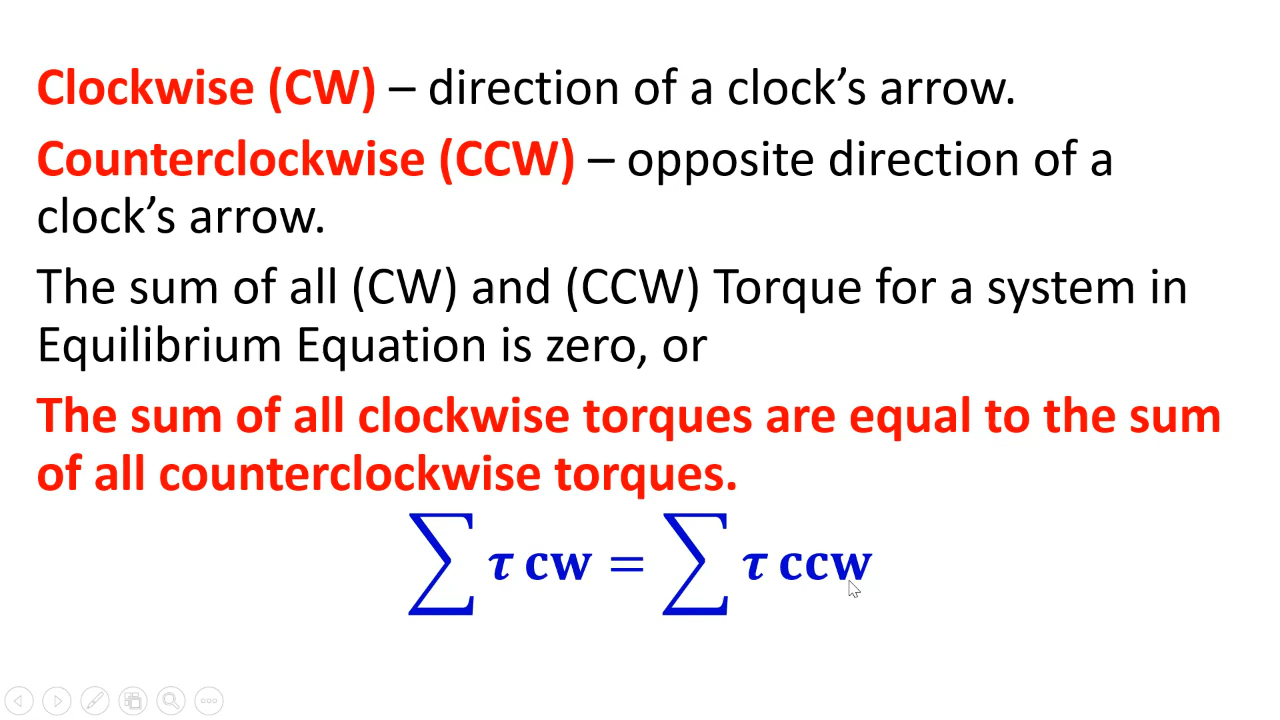 Clockwise (CW) – direction of a clock’s arrow.
Counterclockwise (CCW) – opposite direction of a
clock’s arrow.
The sum of all (CW) and (CCW) Torque for a system in
Equilibrium Equation is zero, or
The sum of all clockwise torques are equal to the sum
of all counterclockwise torques.
∑ τ cw = ∑ τ ccw